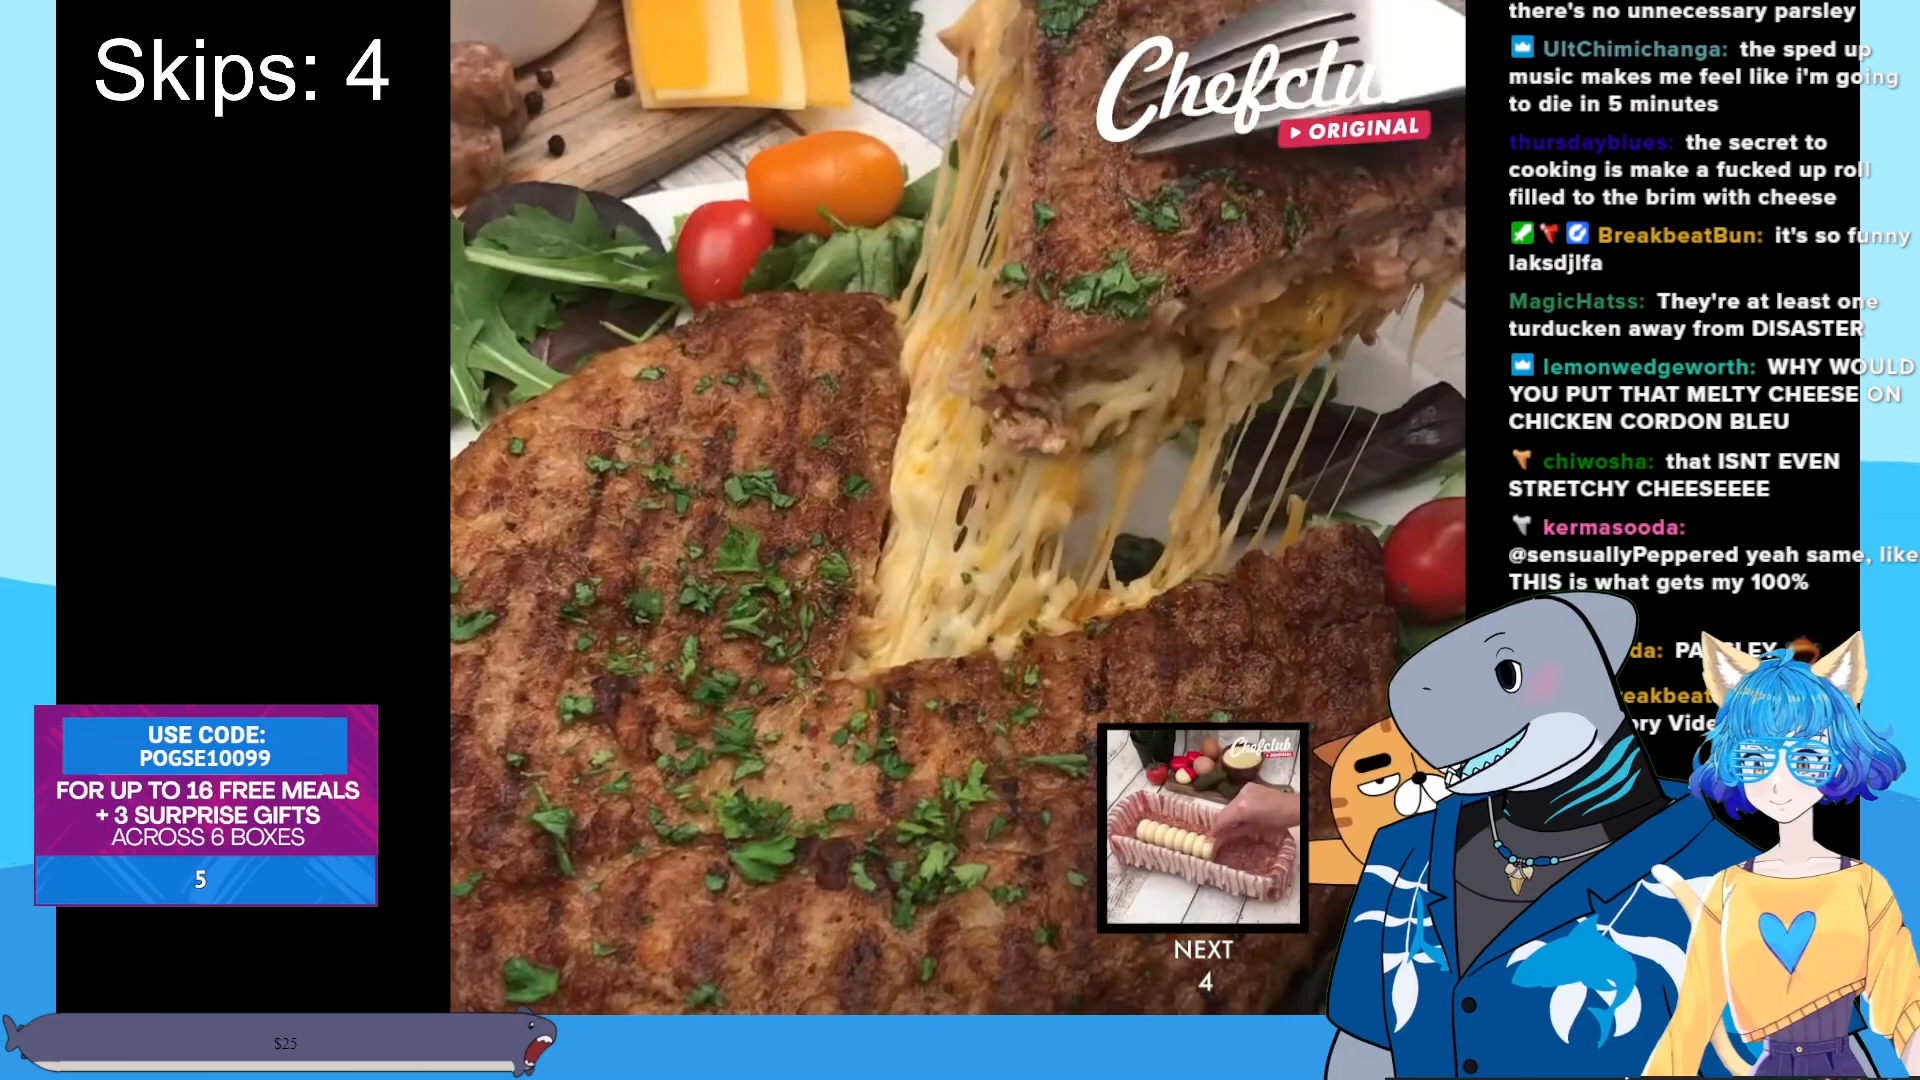 Skips: 4
Chefclu
ORIGINAL
there's no unnecessary parsley
UltChimichanga: the sped up
music makes me feel like i'm going
to die in 5 minutes
thursdayblues: the secret to
cooking is make a fucked up roll
filled to the brim with cheese
BreakbeatBun: it's so funny
laksdjlfa
MagicHatss: They're at least one
turducken away from DISASTER
lemonwedgeworth: WHY WOULD
YOU PUT THAT MELTY CHEESE ON
CHICKEN CORDON BLEU
chiwosha: that ISNT EVEN
STRETCHY CHEESEEEE
kermasooda:
@sensuallyPeppered yeah same, like
THIS is what gets my 100%
USE CODE:
POGSE10099
FOR UP TO 16 FREE MEALS
+ 3 SURPRISE GIFTS
ACROSS 6 BOXES
5
Chefclub
NEXT
4
$25